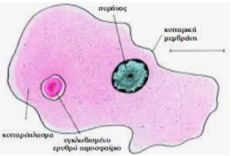 πυρήνας
κυτταρική
μεμβράνη
κυτταρόπλασμα
εγκλωβισμένο
ερυθρό αιμοσφαίριο